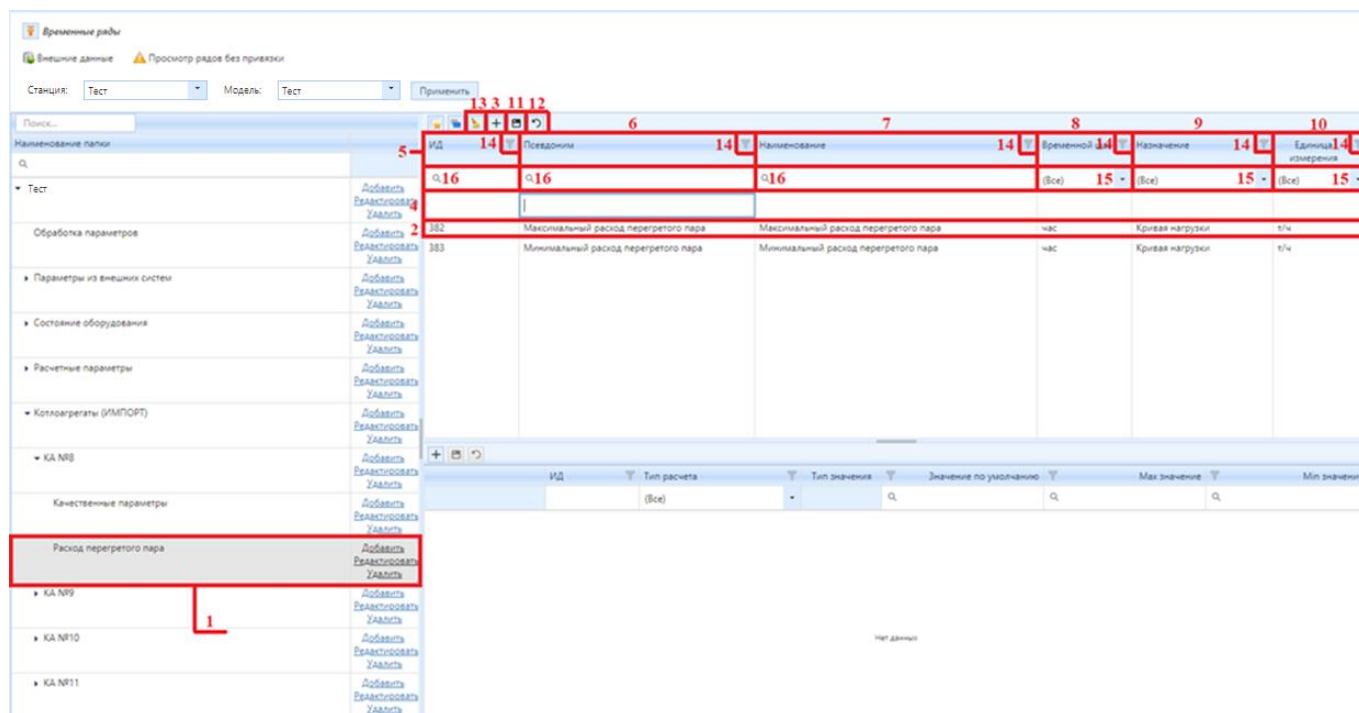 Временные ряды
Внешние данные Просмотр рядов без привязки
Станция: Тест Модель: Тест Применить
13 3 11 12
Поиск... 6 7 8 9 10
Наименование папки
5 ИД 14 Псевдоним 14 Наименование 14 Временной 14 Назначение 14 Единица 14
измерения
16 16 16 (Все) 15 (Все) 15 (Все) 15
Тест Добавить
Редактировать
Удалить
4
Обработка параметров Добавить
Редактировать
Удалить
2 382 Максимальный расход перегретого пара Максимальный расход перегретого пара час Кривая нагрузки т/ч
383 Минимальный расход перегретого пара Минимальный расход перегретого пара час Кривая нагрузки т/ч
Параметры из внешних систем Добавить
Редактировать
Удалить
Состояние оборудования Добавить
Редактировать
Удалить
Расчетные параметры Добавить
Редактировать
Удалить
Котлоагрегаты (ИМПОРТ) Добавить
Редактировать
Удалить
КА №8 Добавить
Редактировать
Удалить
ИД Тип расчета Тип значения Значение по умолчанию Max значение Min значение
(Все)
Качественные параметры Добавить
Редактировать
Удалить
Расход перегретого пара Добавить
Редактировать
Удалить
1
КА №9 Добавить
Редактировать
Удалить
КА №10 Добавить
Редактировать
Удалить
Нет данных
КА №11 Добавить
Редактировать
Удалить